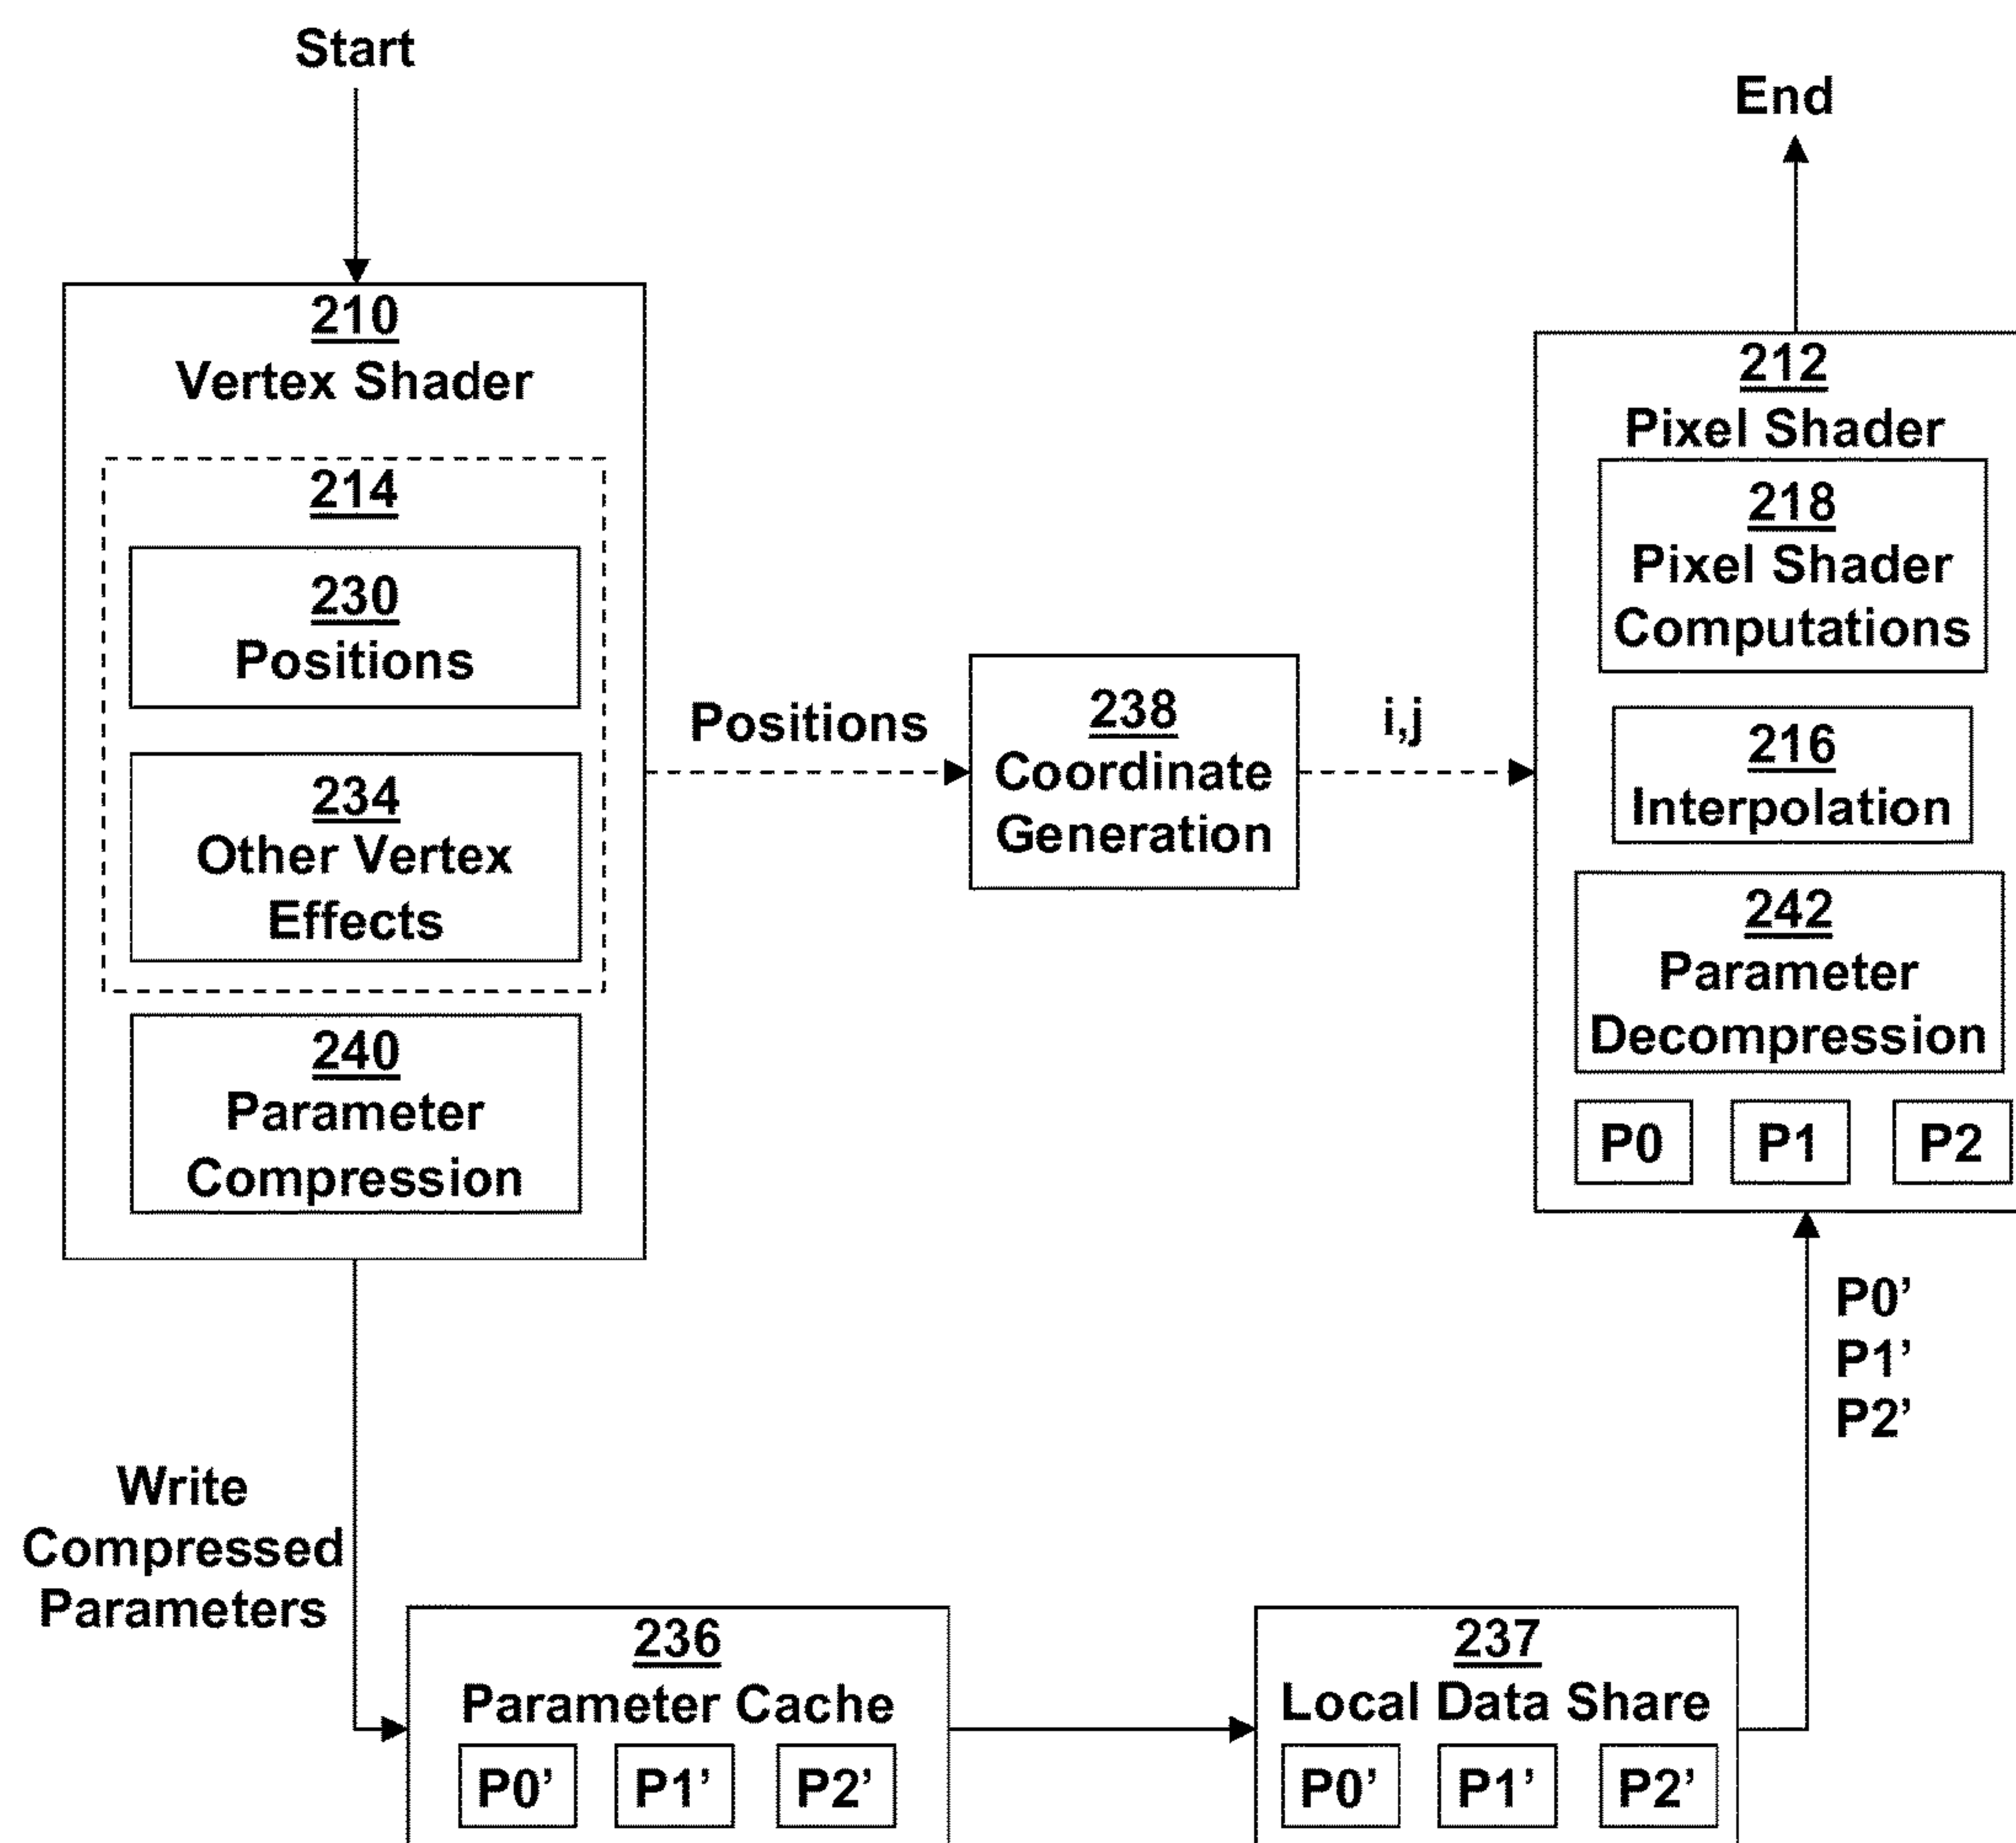 Start
End
210
Vertex Shader
214
230
Positions
234
Other Vertex
Effects
240
Parameter
Compression
Positions
238
Coordinate
Generation
i,j
212
Pixel Shader
218
Pixel Shader
Computations
216
Interpolation
242
Parameter
Decompression
P0 P1 P2
P0’
P1’
P2’
Write
Compressed
Parameters
236
Parameter Cache
P0’ P1’ P2’
237
Local Data Share
P0’ P1’ P2’